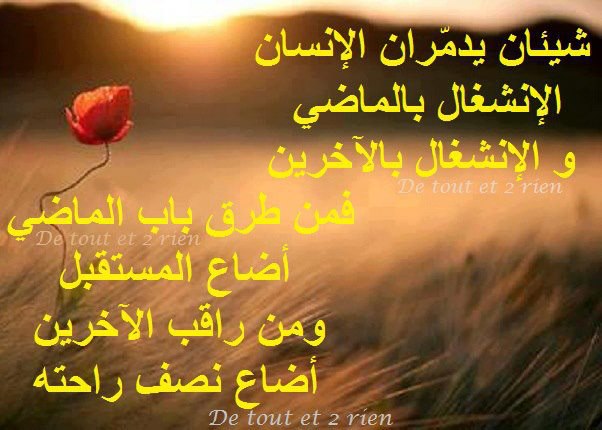 شيئان يدمّران الإنسان
الإنشغال بالماضي
و الإنشغال بالآخرين
De tout et 2 rien
فمن طرق باب الماضي
De tout et 2 rien
أضاع المستقبل
ومن راقب الآخرين
أضاع نصف راحته
De tout et 2 rien